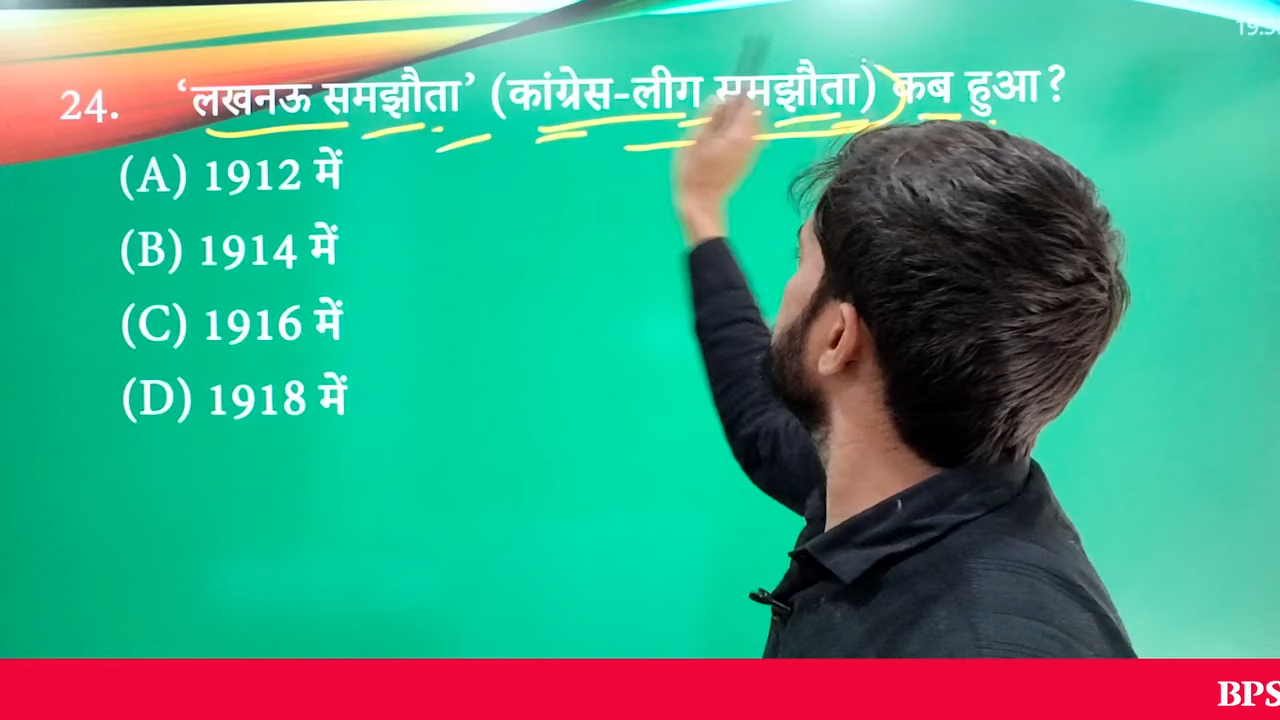 24. ‘लखनऊ समझौता’ (कांग्रेस-लीग समझौता) कब हुआ?
(A) 1912 में
(B) 1914 में
(C) 1916 में
(D) 1918 में
BPS